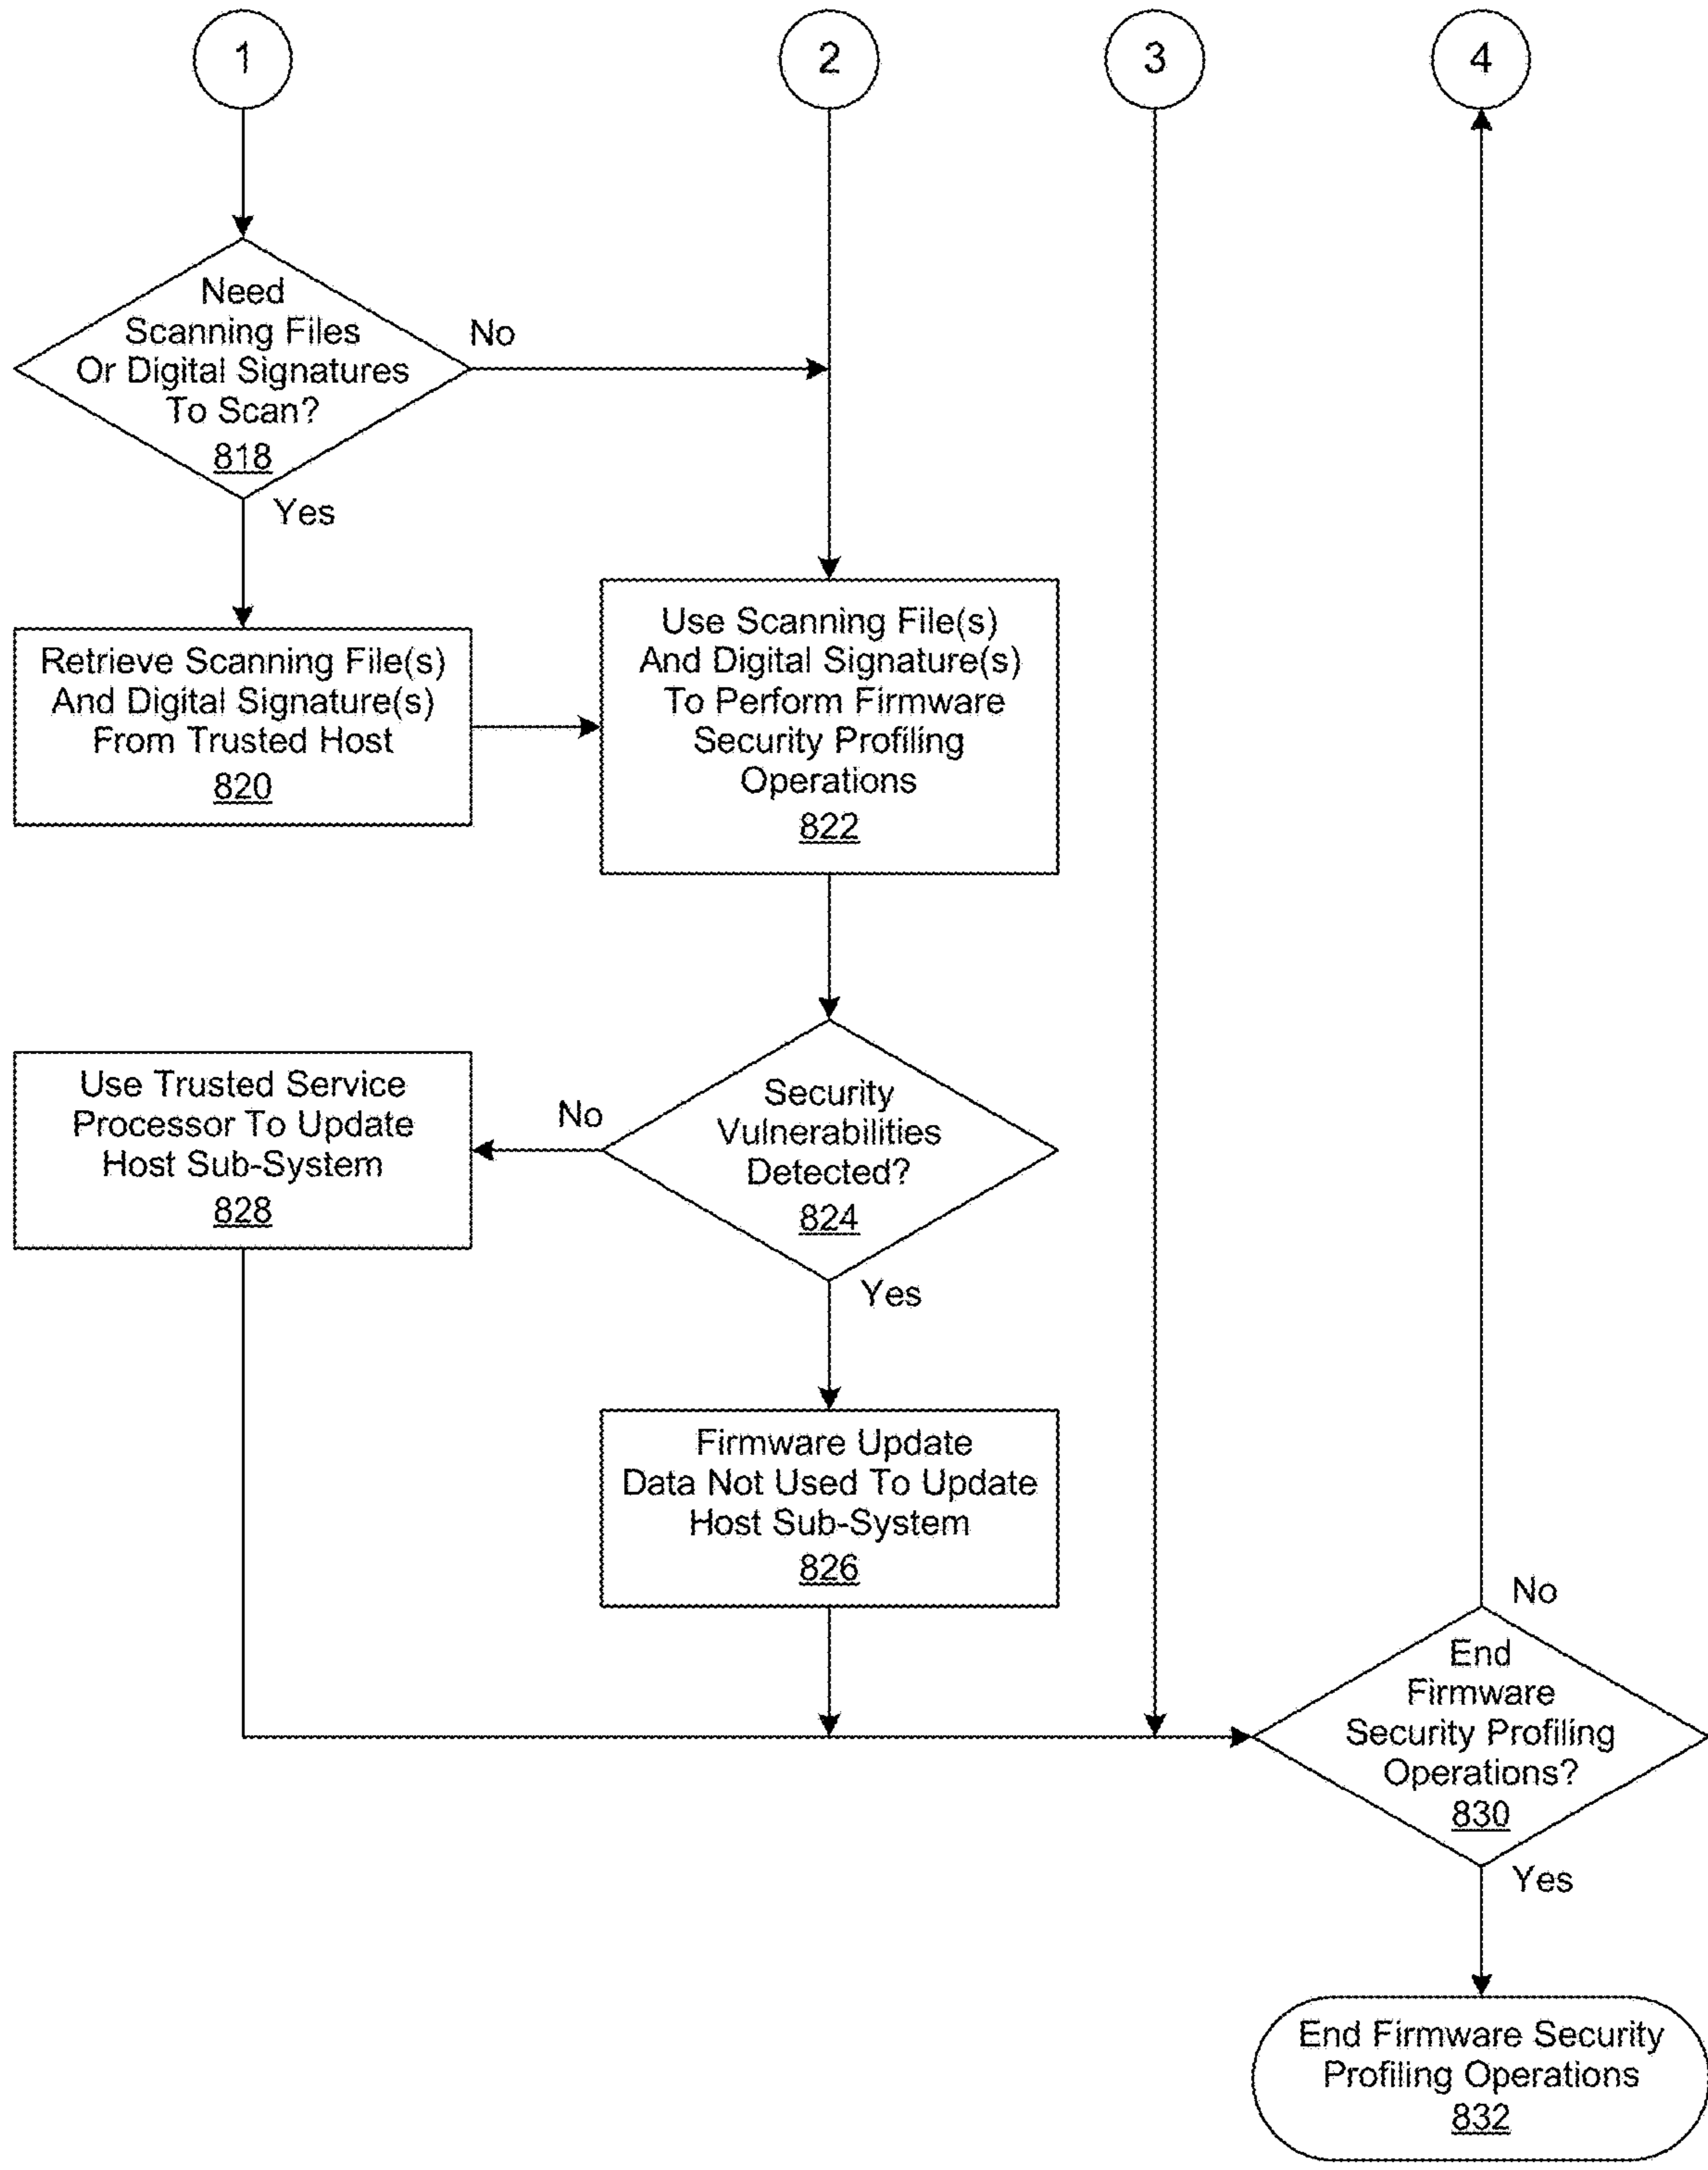 1
2
3
4
Need
Scanning Files
Or Digital Signatures
To Scan?
818
No
Yes
Retrieve Scanning File(s)
And Digital Signature(s)
From Trusted Host
820
Use Scanning File(s)
And Digital Signature(s)
To Perform Firmware
Security Profiling
Operations
822
Use Trusted Service
Processor To Update
Host Sub-System
828
No
Security
Vulnerabilities
Detected?
824
Yes
Firmware Update
Data Not Used To Update
Host Sub-System
826
No
End
Firmware
Security Profiling
Operations?
830
Yes
End Firmware Security
Profiling Operations
832